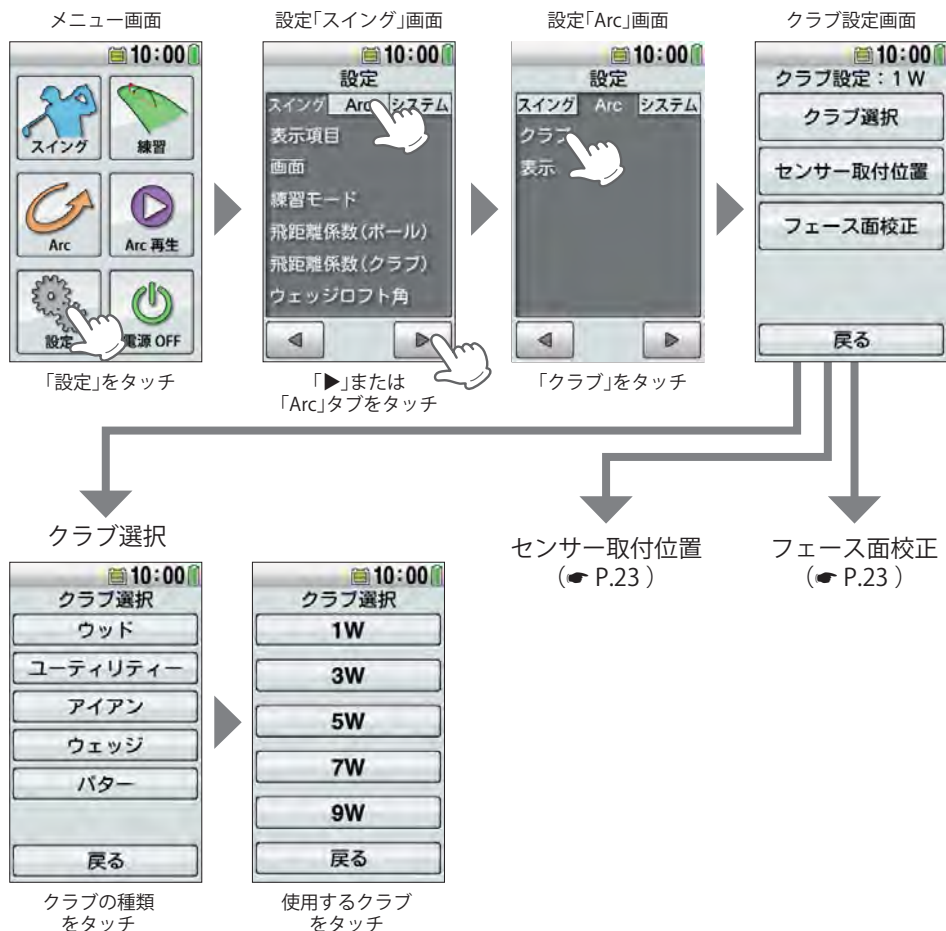 メニュー画面
設定「スイング」画面
設定「Arc」画面
クラブ設定画面
10:00
スイング
練習
Arc
Arc 再生
設定
電源 OFF
「設定」をタッチ
10:00
設定
スイング Arc システム
表示項目
画面
練習モード
飛距離係数(ボール)
飛距離係数(クラブ)
ウェッジロフト角
◀ ▶
「▶」または
「Arc」タブをタッチ
10:00
設定
スイング Arc システム
クラブ
表示
◀ ▶
「クラブ」をタッチ
10:00
クラブ設定:1W
クラブ選択
センサー取付位置
フェース面校正
戻る
クラブ選択
10:00
クラブ選択
ウッド
ユーティリティー
アイアン
ウェッジ
パター
戻る
クラブの種類
をタッチ
10:00
クラブ選択
1W
3W
5W
7W
9W
戻る
使用するクラブ
をタッチ
センサー取付位置
(☛ P.23 )
フェース面校正
(☛ P.23 )